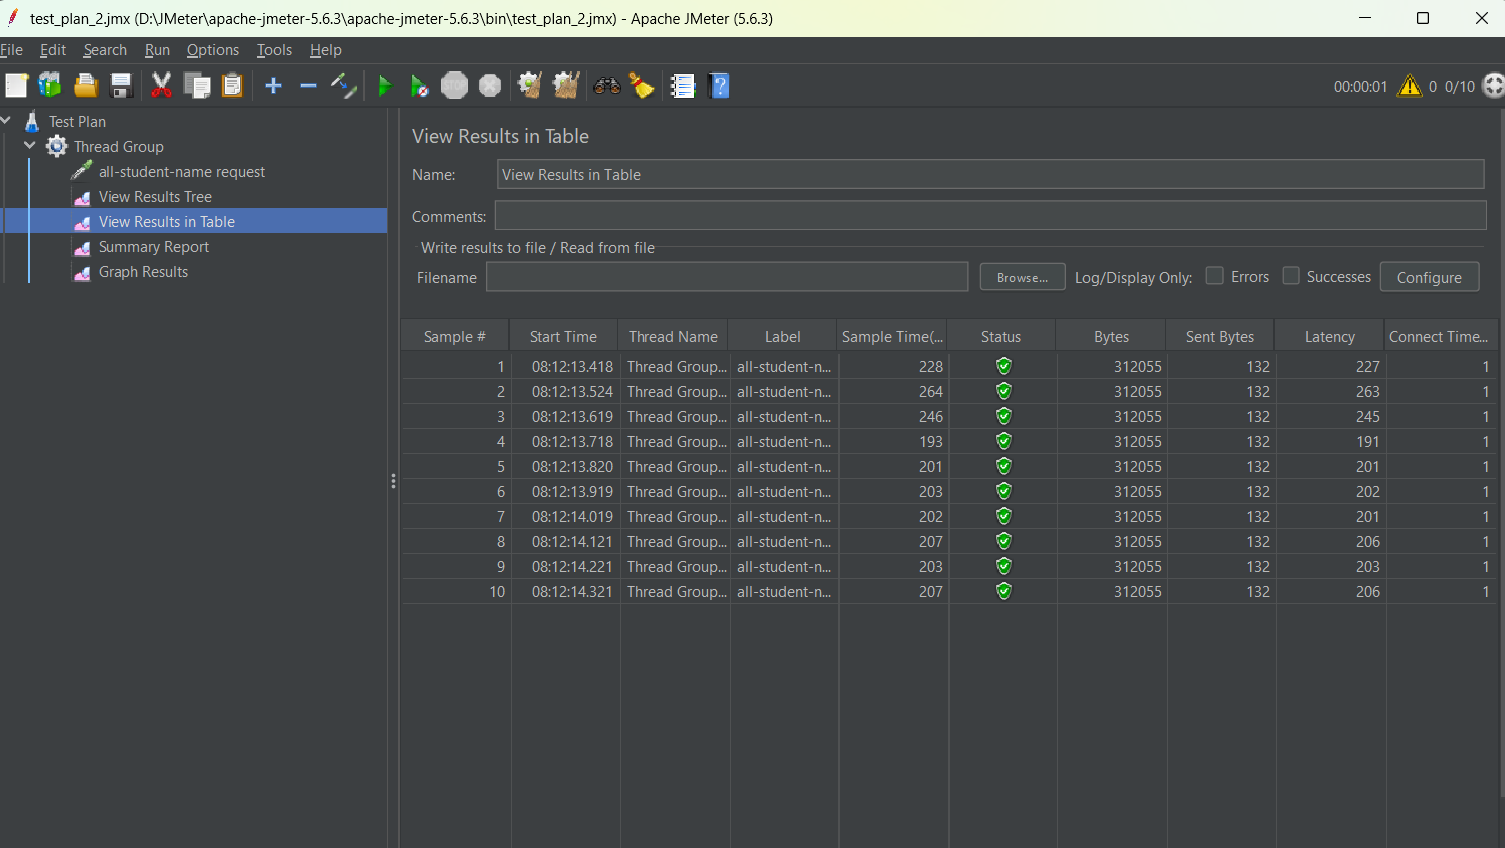 test_plan_2.jmx (D:\JMeter\apache-jmeter-5.6.3\apache-jmeter-5.6.3\bin\test_plan_2.jmx) - Apache JMeter (5.6.3)
File Edit Search Run Options Tools Help
STOP 00:00:01 0 0/10
Test Plan
Thread Group
all-student-name request
View Results Tree
View Results in Table
Summary Report
Graph Results
View Results in Table
Name: View Results in Table
Comments:
Write results to file / Read from file
Filename Browse... Log/Display Only: Errors Successes Configure
Sample # Start Time Thread Name Label Sample Time(... Status Bytes Sent Bytes Latency Connect Time...
1 08:12:13.418 Thread Group... all-student-n... 228 312055 132 227 1
2 08:12:13.524 Thread Group... all-student-n... 264 312055 132 263 1
3 08:12:13.619 Thread Group... all-student-n... 246 312055 132 245 1
4 08:12:13.718 Thread Group... all-student-n... 193 312055 132 191 1
5 08:12:13.820 Thread Group... all-student-n... 201 312055 132 201 1
6 08:12:13.919 Thread Group... all-student-n... 203 312055 132 202 1
7 08:12:14.019 Thread Group... all-student-n... 202 312055 132 201 1
8 08:12:14.121 Thread Group... all-student-n... 207 312055 132 206 1
9 08:12:14.221 Thread Group... all-student-n... 203 312055 132 203 1
10 08:12:14.321 Thread Group... all-student-n... 207 312055 132 206 1